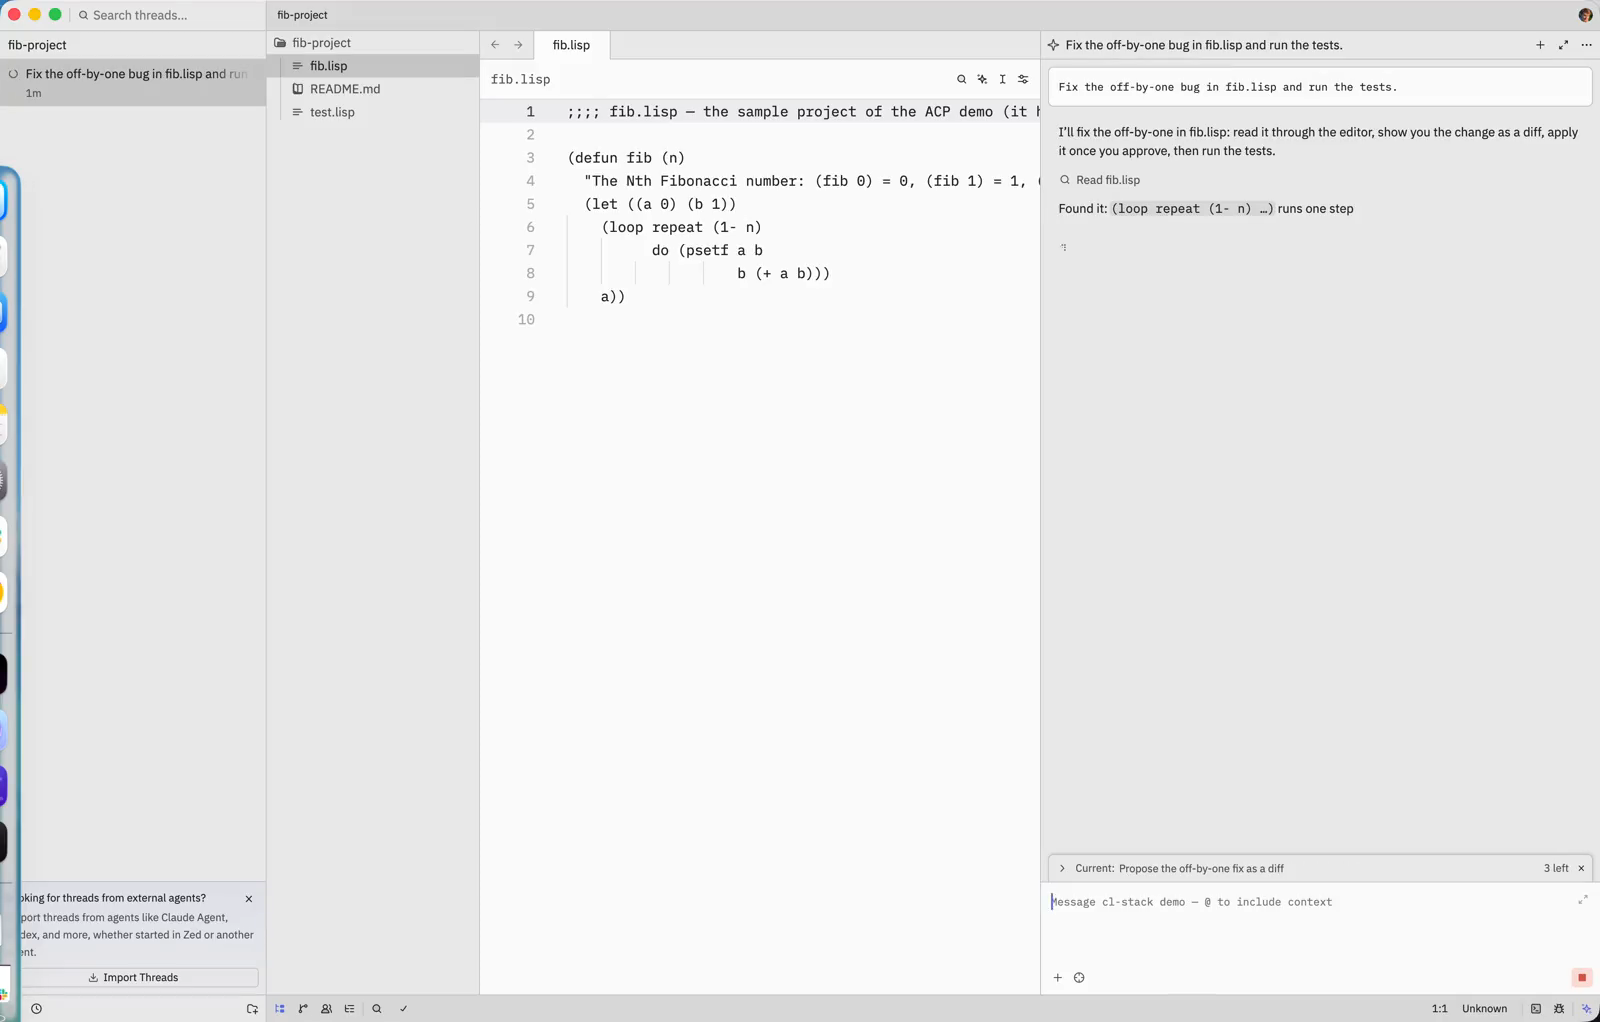 Search threads...
fib-project
fib-project
Fix the off-by-one bug in fib.lisp and run
1m
fib-project
fib.lisp
README.md
test.lisp
fib.lisp
fib.lisp
1 ;;;; fib.lisp — the sample project of the ACP demo (it
2
3 (defun fib (n)
4 "The Nth Fibonacci number: (fib 0) = 0, (fib 1) = 1,
5 (let ((a 0) (b 1))
6 (loop repeat (1- n)
7 do (psetf a b
8 b (+ a b)))
9 a))
10
Fix the off-by-one bug in fib.lisp and run the tests.
Fix the off-by-one bug in fib.lisp and run the tests.
I'll fix the off-by-one in fib.lisp: read it through the editor, show you the change as a diff, apply
it once you approve, then run the tests.
Read fib.lisp
Found it: (loop repeat (1- n) …) runs one step
Current: Propose the off-by-one fix as a diff
3 left
Message cl-stack demo — @ to include context
oking for threads from external agents?
port threads from agents like Claude Agent,
dex, and more, whether started in Zed or another
ent.
Import Threads
1:1
Unknown